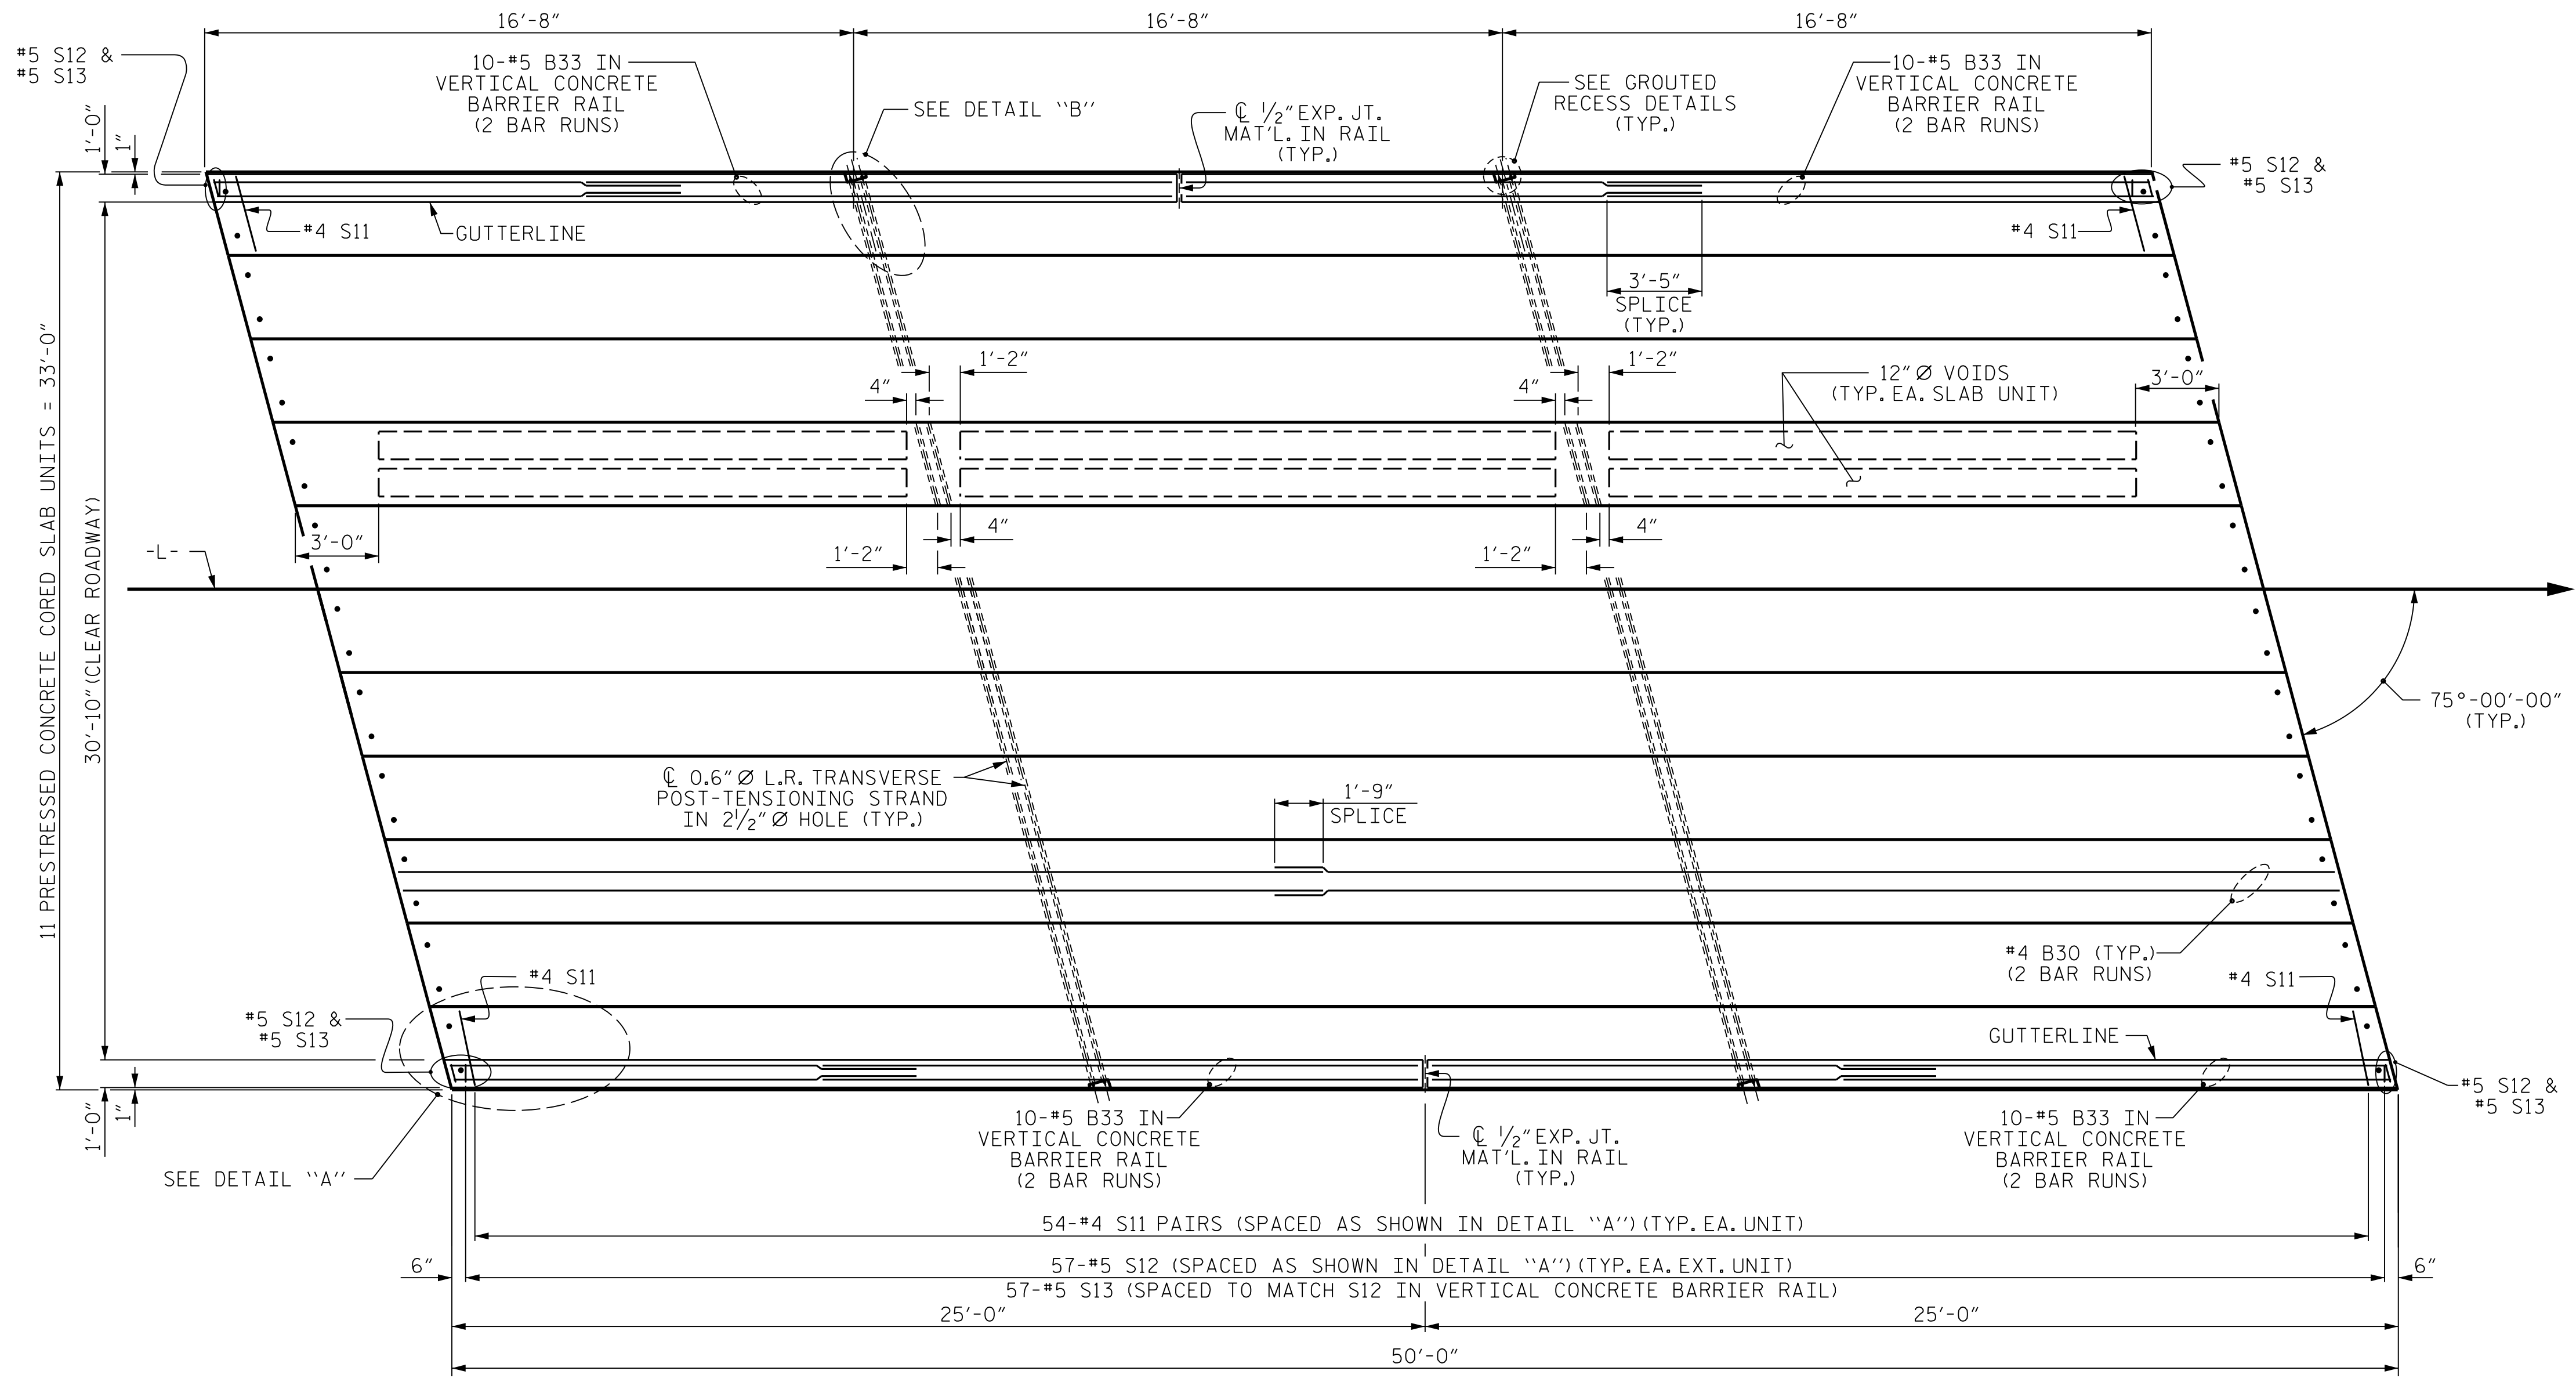 16'-8"
16'-8"
16'-8"
#5 S12 &
#5 S13
10-#5 B33 IN
VERTICAL CONCRETE
BARRIER RAIL
(2 BAR RUNS)
SEE DETAIL "B"
℄ 1/2" EXP. JT.
MAT'L. IN RAIL
(TYP.)
SEE GROUTED
RECESS DETAILS
(TYP.)
10-#5 B33 IN
VERTICAL CONCRETE
BARRIER RAIL
(2 BAR RUNS)
#5 S12 &
#5 S13
1'-0"
1"
#4 S11
GUTTERLINE
#4 S11
3'-5"
SPLICE
(TYP.)
11 PRESTRESSED CONCRETE CORED SLAB UNITS = 33'-0"
30'-10" (CLEAR ROADWAY)
1'-2"
4"
1'-2"
4"
12" Ø VOIDS
(TYP. EA. SLAB UNIT)
3'-0"
3'-0"
4"
1'-2"
4"
1'-2"
-L-
75°-00'-00"
(TYP.)
℄ 0.6" Ø L.R. TRANSVERSE
POST-TENSIONING STRAND
IN 2 1/2" Ø HOLE (TYP.)
1'-9"
SPLICE
#4 B30 (TYP.)
(2 BAR RUNS)
#4 S11
#4 S11
#5 S12 &
#5 S13
GUTTERLINE
1'-0"
1"
#5 S12 &
#5 S13
SEE DETAIL "A"
10-#5 B33 IN
VERTICAL CONCRETE
BARRIER RAIL
(2 BAR RUNS)
℄ 1/2" EXP. JT.
MAT'L. IN RAIL
(TYP.)
10-#5 B33 IN
VERTICAL CONCRETE
BARRIER RAIL
(2 BAR RUNS)
54-#4 S11 PAIRS (SPACED AS SHOWN IN DETAIL "A") (TYP. EA. UNIT)
6"
57-#5 S12 (SPACED AS SHOWN IN DETAIL "A") (TYP. EA. EXT. UNIT)
6"
57-#5 S13 (SPACED TO MATCH S12 IN VERTICAL CONCRETE BARRIER RAIL)
25'-0"
25'-0"
50'-0"